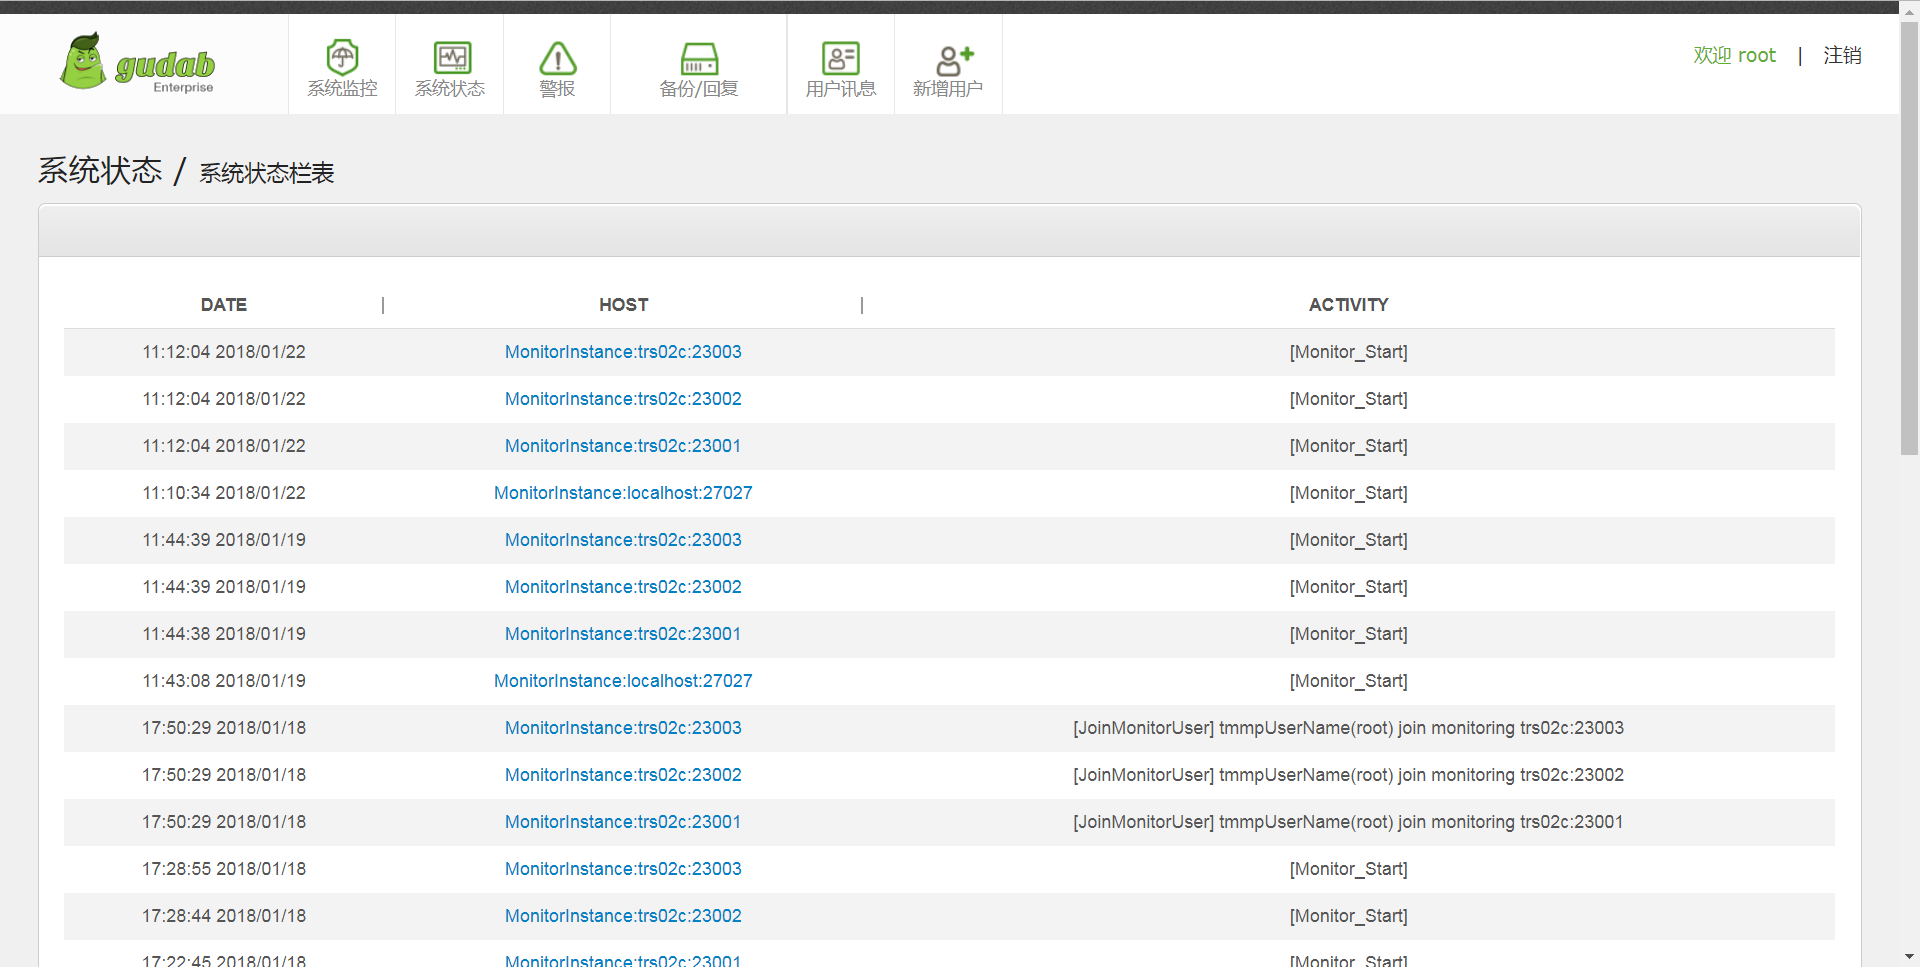 gudab
Enterprise
系统监控
系统状态
警报
备份/回复
用户讯息
新增用户
欢迎 root | 注销
系统状态 / 系统状态栏表
DATE | HOST | ACTIVITY
11:12:04 2018/01/22 MonitorInstance:trs02c:23003 [Monitor_Start]
11:12:04 2018/01/22 MonitorInstance:trs02c:23002 [Monitor_Start]
11:12:04 2018/01/22 MonitorInstance:trs02c:23001 [Monitor_Start]
11:10:34 2018/01/22 MonitorInstance:localhost:27027 [Monitor_Start]
11:44:39 2018/01/19 MonitorInstance:trs02c:23003 [Monitor_Start]
11:44:39 2018/01/19 MonitorInstance:trs02c:23002 [Monitor_Start]
11:44:38 2018/01/19 MonitorInstance:trs02c:23001 [Monitor_Start]
11:43:08 2018/01/19 MonitorInstance:localhost:27027 [Monitor_Start]
17:50:29 2018/01/18 MonitorInstance:trs02c:23003 [JoinMonitorUser] tmmpUserName(root) join monitoring trs02c:23003
17:50:29 2018/01/18 MonitorInstance:trs02c:23002 [JoinMonitorUser] tmmpUserName(root) join monitoring trs02c:23002
17:50:29 2018/01/18 MonitorInstance:trs02c:23001 [JoinMonitorUser] tmmpUserName(root) join monitoring trs02c:23001
17:28:55 2018/01/18 MonitorInstance:trs02c:23003 [Monitor_Start]
17:28:44 2018/01/18 MonitorInstance:trs02c:23002 [Monitor_Start]
17:22:45 2018/01/18 MonitorInstance:trs02c:23001 [Monitor_Start]